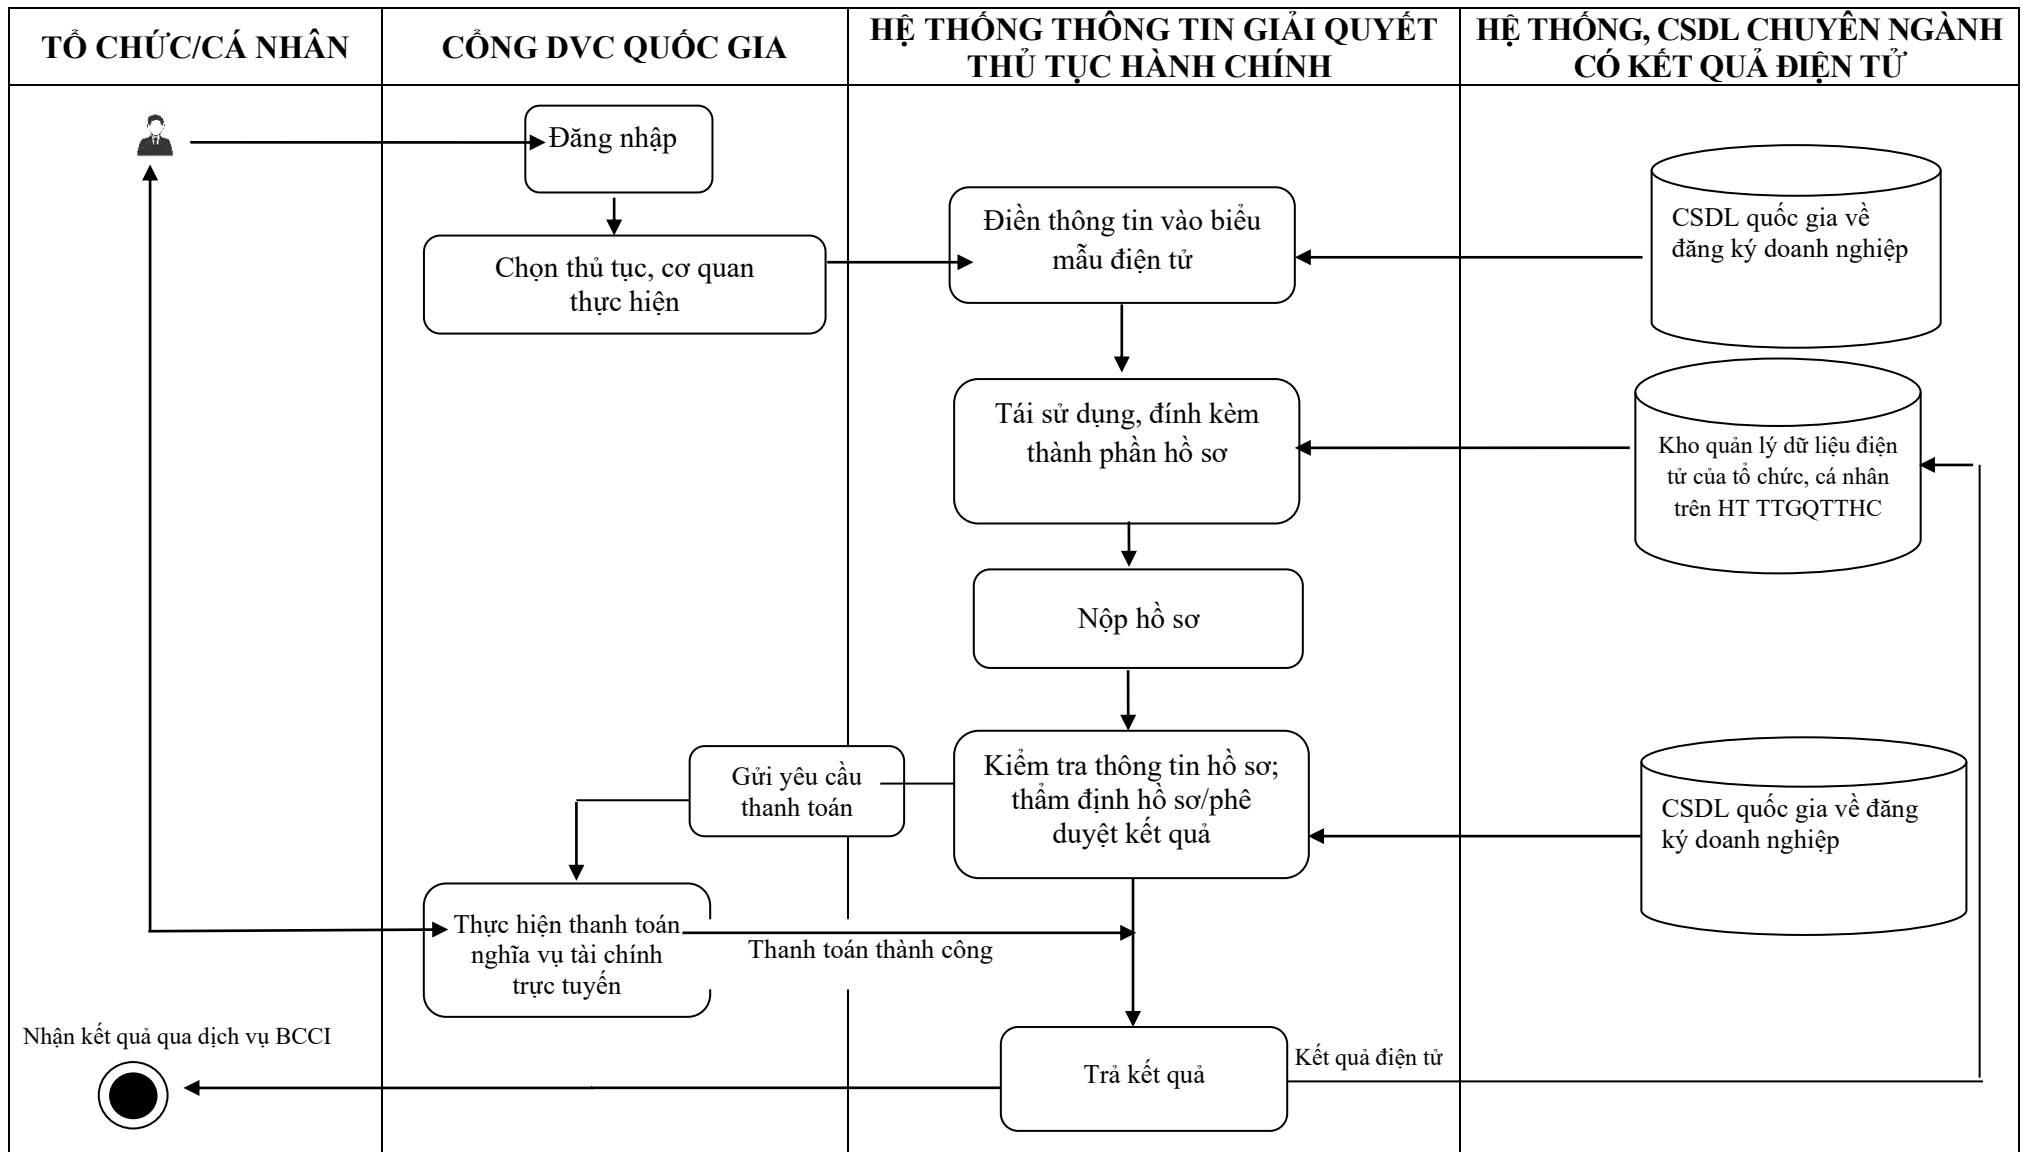 TỔ CHỨC/CÁ NHÂN
CỔNG DVC QUỐC GIA
HỆ THỐNG THÔNG TIN GIẢI QUYẾT
THỦ TỤC HÀNH CHÍNH
HỆ THỐNG, CSDL CHUYÊN NGÀNH
CÓ KẾT QUẢ ĐIỆN TỬ
Đăng nhập
Chọn thủ tục, cơ quan
thực hiện
Điền thông tin vào biểu
mẫu điện tử
CSDL quốc gia về
đăng ký doanh nghiệp
Tái sử dụng, đính kèm
thành phần hồ sơ
Kho quản lý dữ liệu điện
tử của tổ chức, cá nhân
trên HT TTGQTTHC
Nộp hồ sơ
Gửi yêu cầu
thanh toán
Kiểm tra thông tin hồ sơ;
thẩm định hồ sơ/phê
duyệt kết quả
CSDL quốc gia về đăng
ký doanh nghiệp
Thực hiện thanh toán
nghĩa vụ tài chính
trực tuyến
Thanh toán thành công
Nhận kết quả qua dịch vụ BCCI
Trả kết quả
Kết quả điện tử